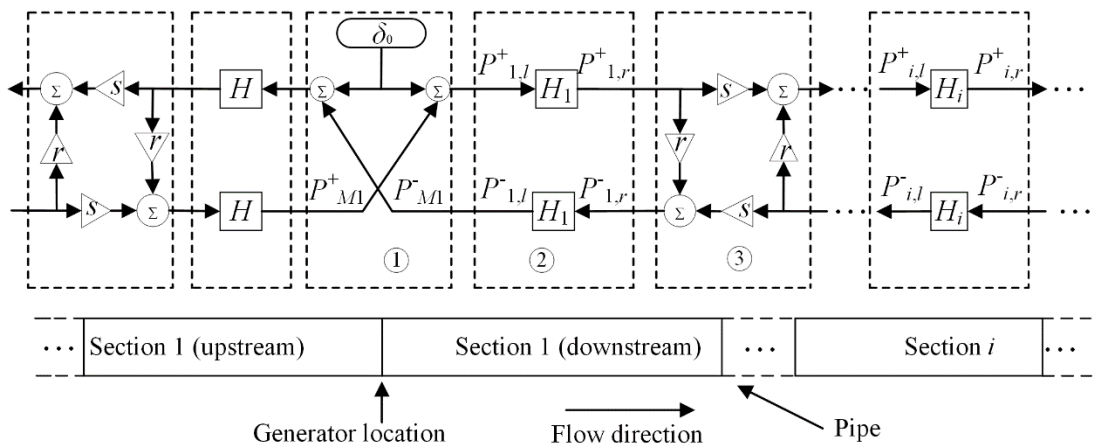 δ₀
P⁺₁,ₗ P⁺₁,ᵣ P⁺ᵢ,ₗ P⁺ᵢ,ᵣ
Σ s H Σ Σ H₁ s Σ ... Hᵢ ...
r r r r
P⁺M1 P⁻M1 P⁻₁,ₗ P⁻₁,ᵣ P⁻ᵢ,ₗ P⁻ᵢ,ᵣ
s Σ H H₁ Σ s ... Hᵢ ...
① ② ③
... Section 1 (upstream) Section 1 (downstream) ... Section i ...
Generator location Flow direction Pipe